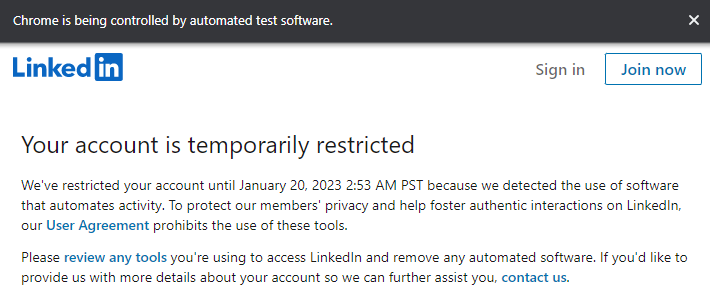 Chrome is being controlled by automated test software.
LinkedIn
Sign in
Join now
Your account is temporarily restricted
We've restricted your account until January 20, 2023 2:53 AM PST because we detected the use of software
that automates activity. To protect our members' privacy and help foster authentic interactions on LinkedIn,
our User Agreement prohibits the use of these tools.
Please review any tools you're using to access LinkedIn and remove any automated software. If you'd like to
provide us with more details about your account so we can further assist you, contact us.